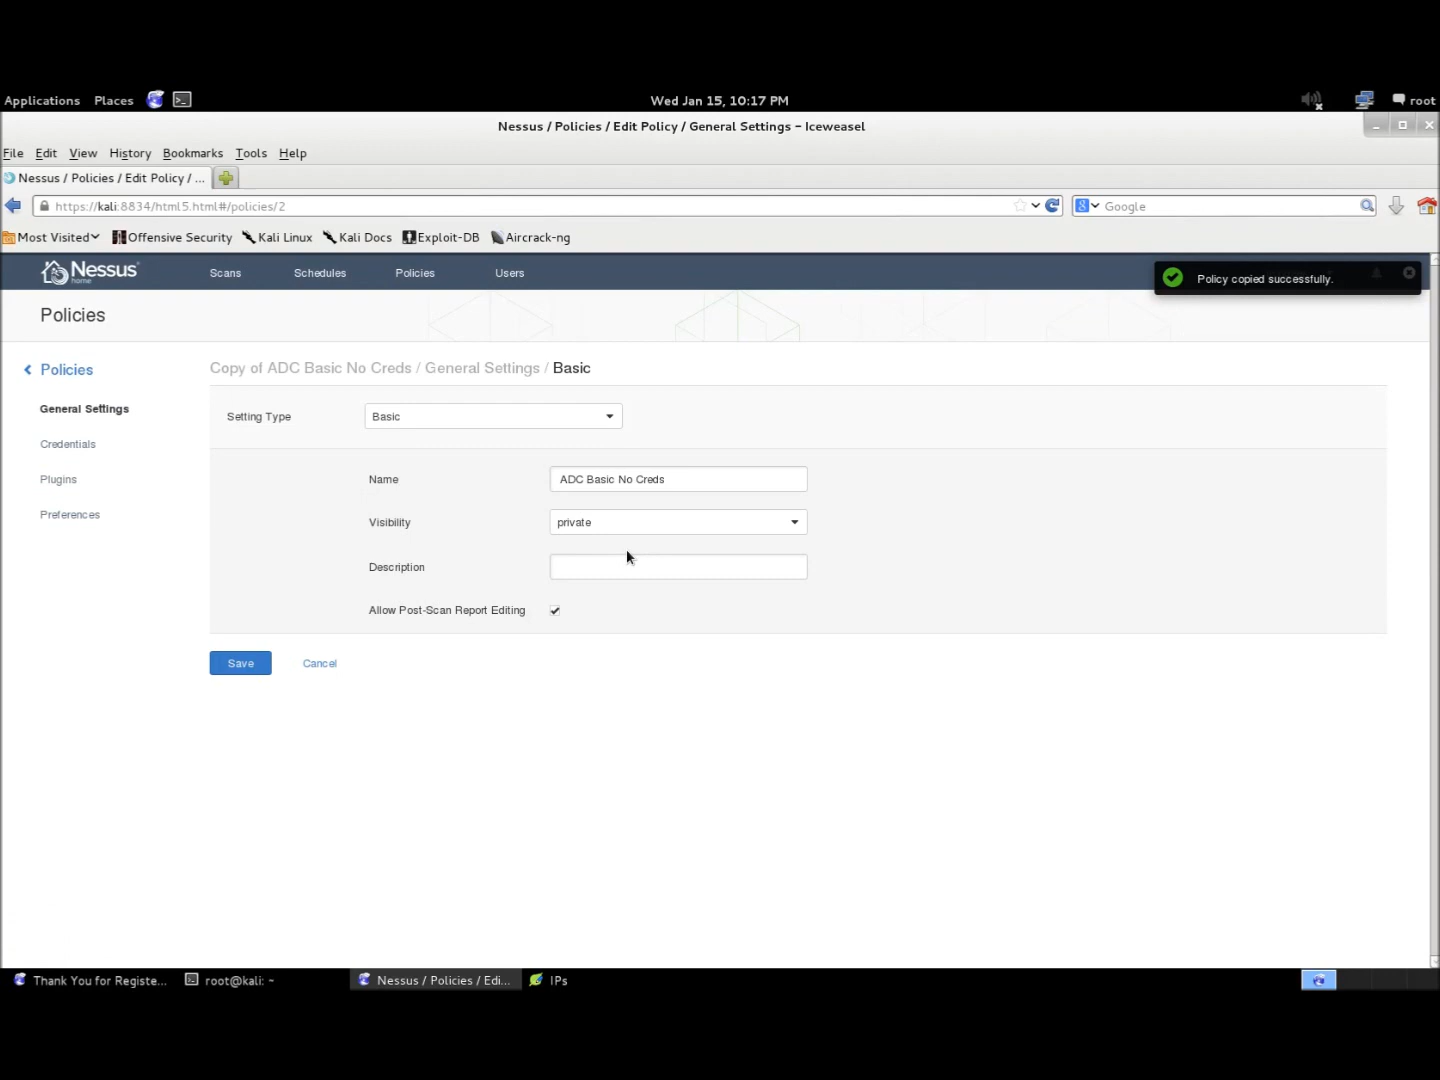 Applications Places Wed Jan 15, 10:17 PM root
Nessus / Policies / Edit Policy / General Settings - Iceweasel
File Edit View History Bookmarks Tools Help
Nessus / Policies / Edit Policy / ...
https://kali:8834/html5.html#/policies/2 Google
Most Visited Offensive Security Kali Linux Kali Docs Exploit-DB Aircrack-ng
Nessus home Scans Schedules Policies Users Policy copied successfully.
Policies
Policies Copy of ADC Basic No Creds / General Settings / Basic
General Settings Setting Type Basic
Credentials
Plugins Name ADC Basic No Creds
Preferences Visibility private
Description
Allow Post-Scan Report Editing
Save Cancel
Thank You for Registe... root@kali: ~ Nessus / Policies / Edi... IPs